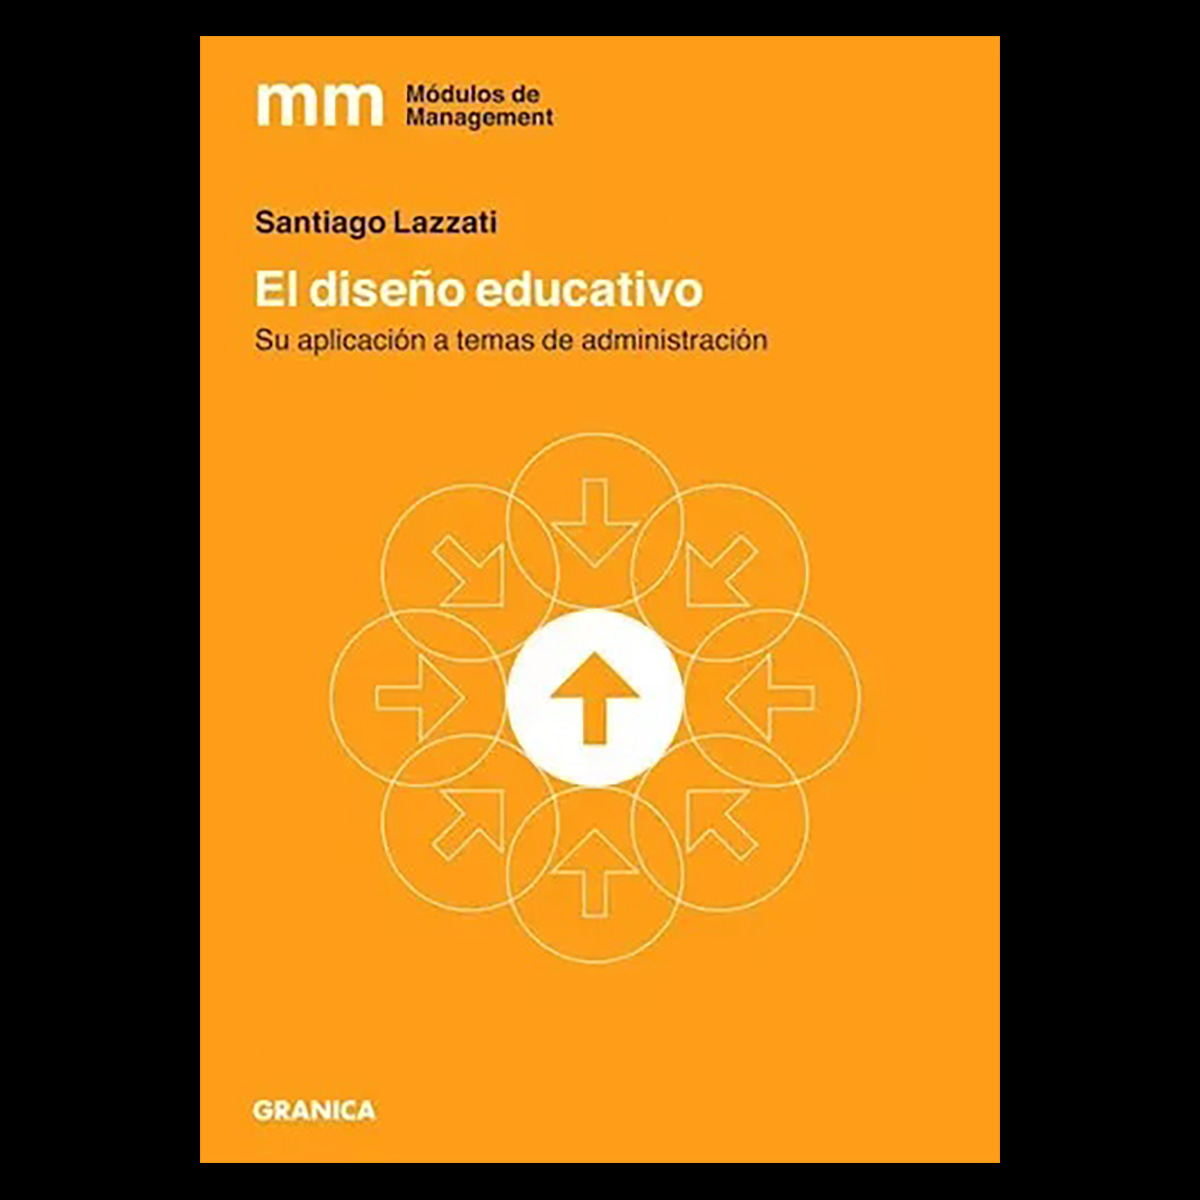 mm
Módulos de
Management
Santiago Lazzati
El diseño educativo
Su aplicación a temas de administración
GRANICA